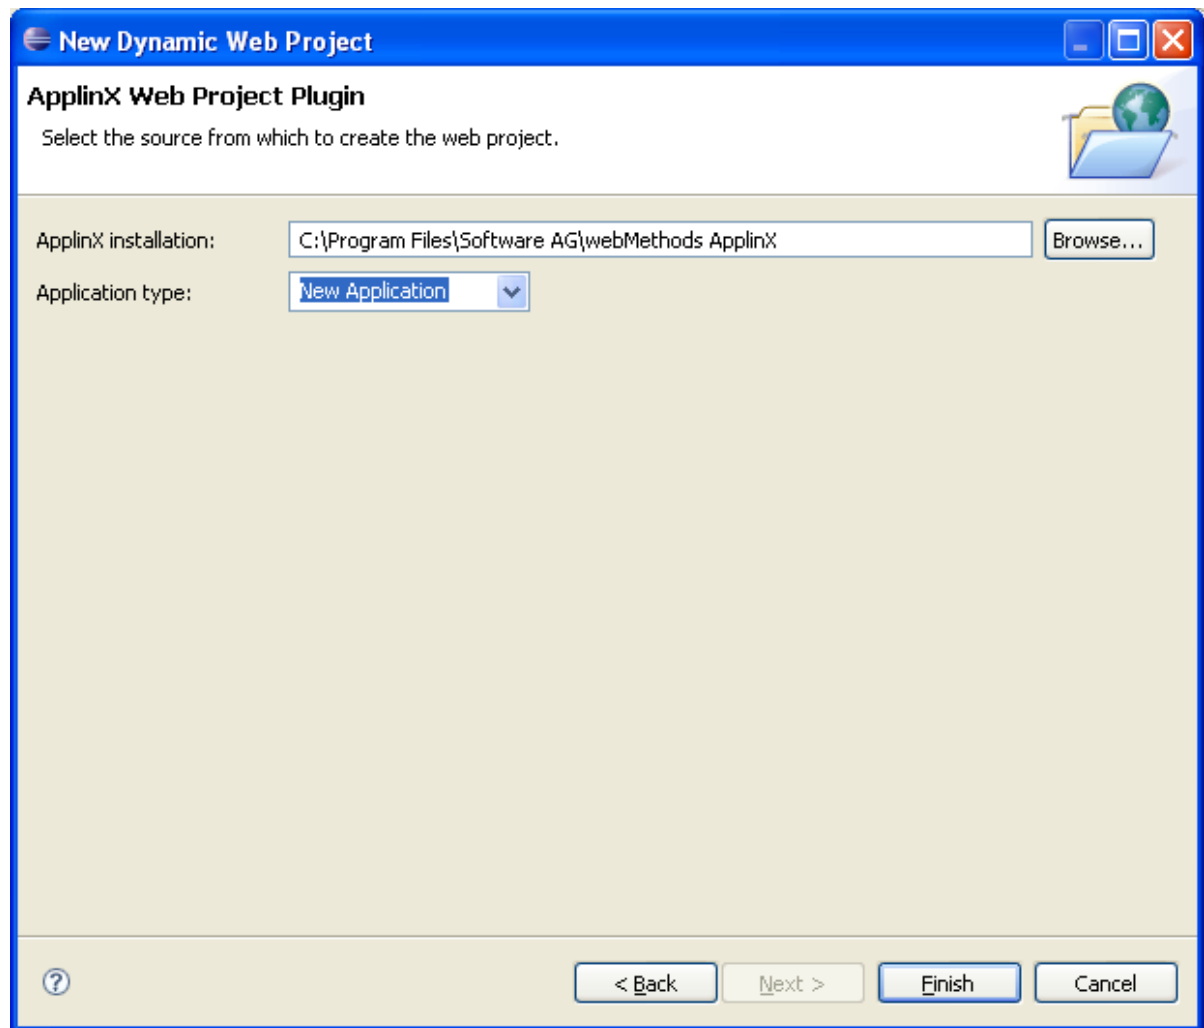 New Dynamic Web Project
ApplinX Web Project Plugin
Select the source from which to create the web project.
ApplinX installation: C:\Program Files\Software AG\webMethods ApplinX Browse...
Application type: New Application
? < Back Next > Finish Cancel